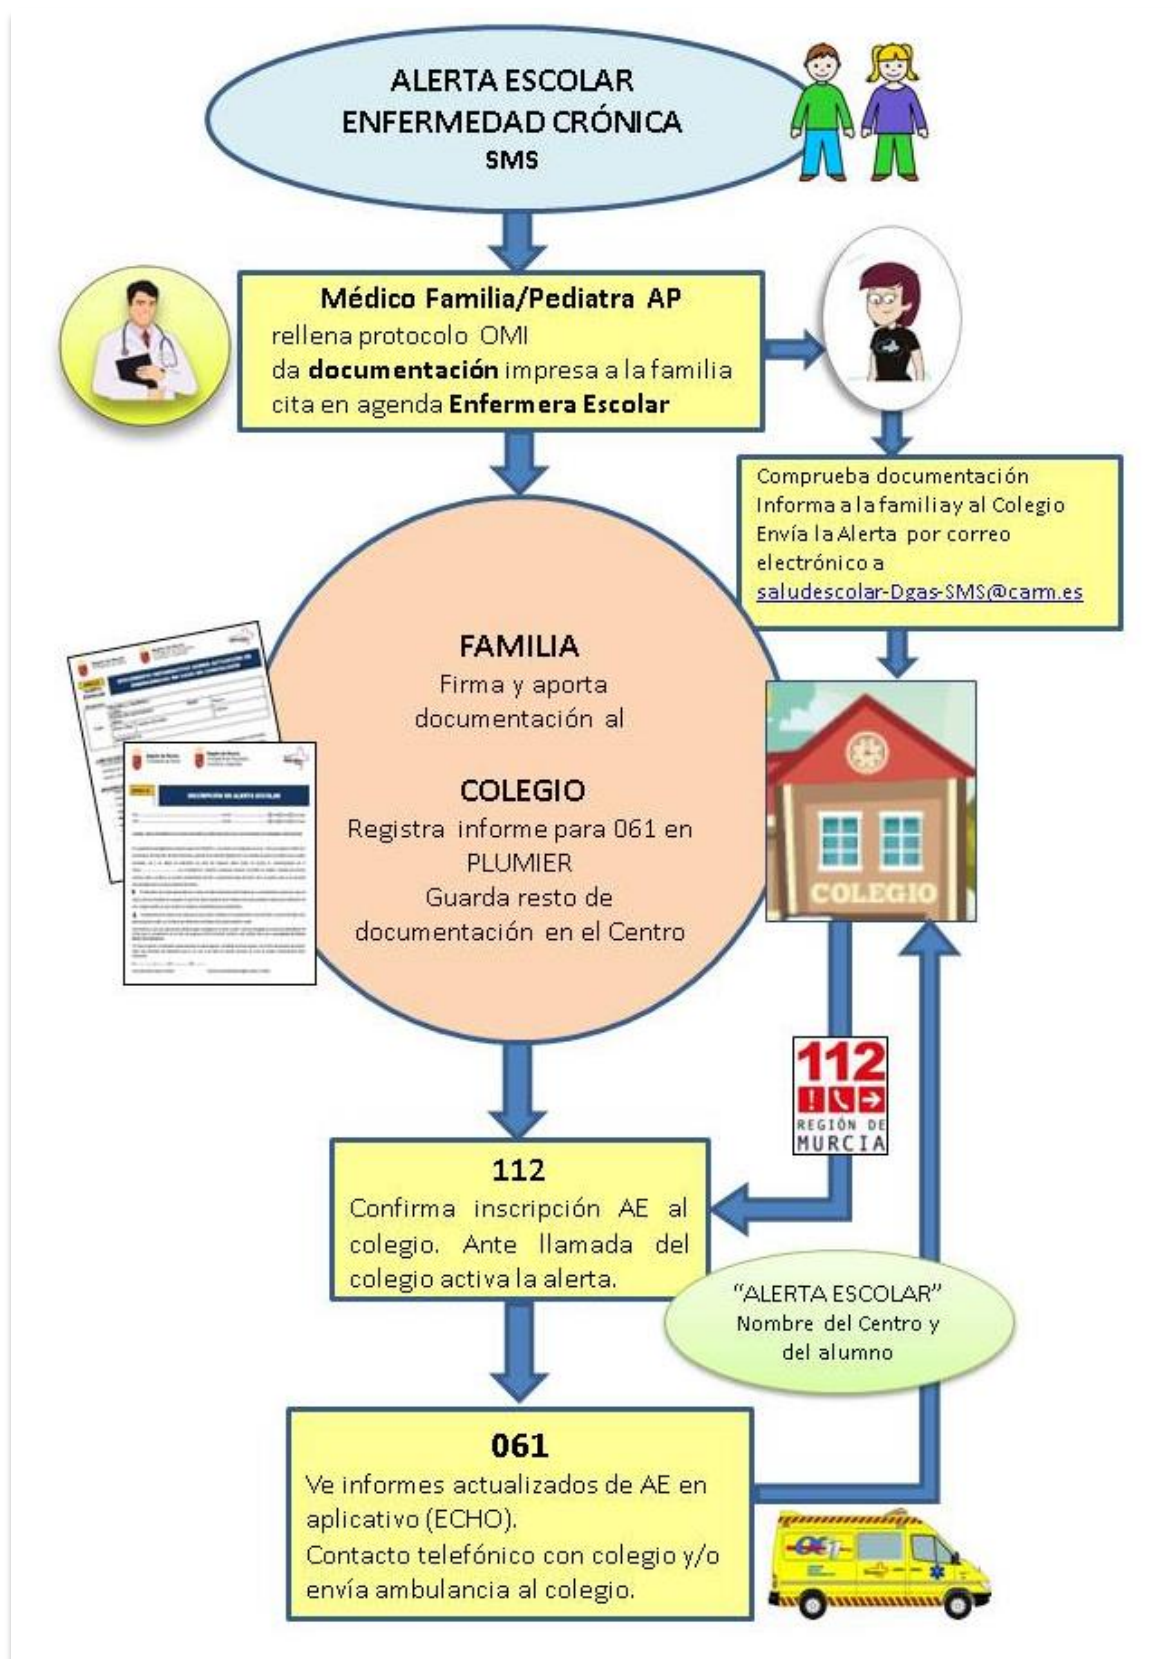 ALERTA ESCOLAR
ENFERMEDAD CRÓNICA
SMS
Médico Familia/Pediatra AP
rellena protocolo OMI
da documentación impresa a la familia
cita en agenda Enfermera Escolar
Comprueba documentación
Informa a la familia y al Colegio
Envía la Alerta por correo
electrónico a
saludescolar-Dgas-SMS@carm.es
FAMILIA
Firma y aporta
documentación al
COLEGIO
Registra informe para 061 en
PLUMIER
Guarda resto de
documentación en el Centro
INSCRIPCIÓN EN ALERTA ESCOLAR
COLEGIO
112
REGIÓN DE
MURCIA
112
Confirma inscripción AE al
colegio. Ante llamada del
colegio activa la alerta.
“ALERTA ESCOLAR”
Nombre del Centro y
del alumno
061
Ve informes actualizados de AE en
aplicativo (ECHO).
Contacto telefónico con colegio y/o
envía ambulancia al colegio.
061